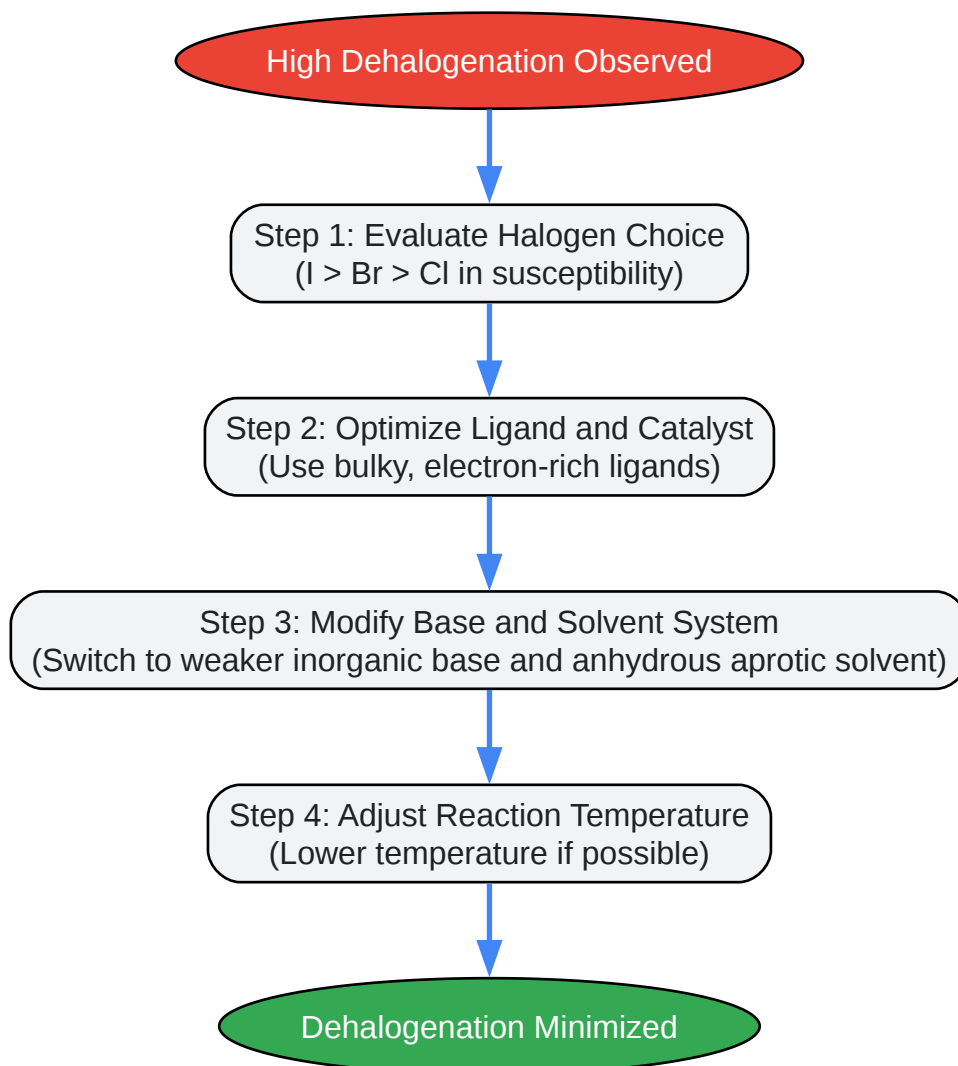 High Dehalogenation Observed
Step 1: Evaluate Halogen Choice
(I > Br > Cl in susceptibility)
Step 2: Optimize Ligand and Catalyst
(Use bulky, electron-rich ligands)
Step 3: Modify Base and Solvent System
(Switch to weaker inorganic base and anhydrous aprotic solvent)
Step 4: Adjust Reaction Temperature
(Lower temperature if possible)
Dehalogenation Minimized